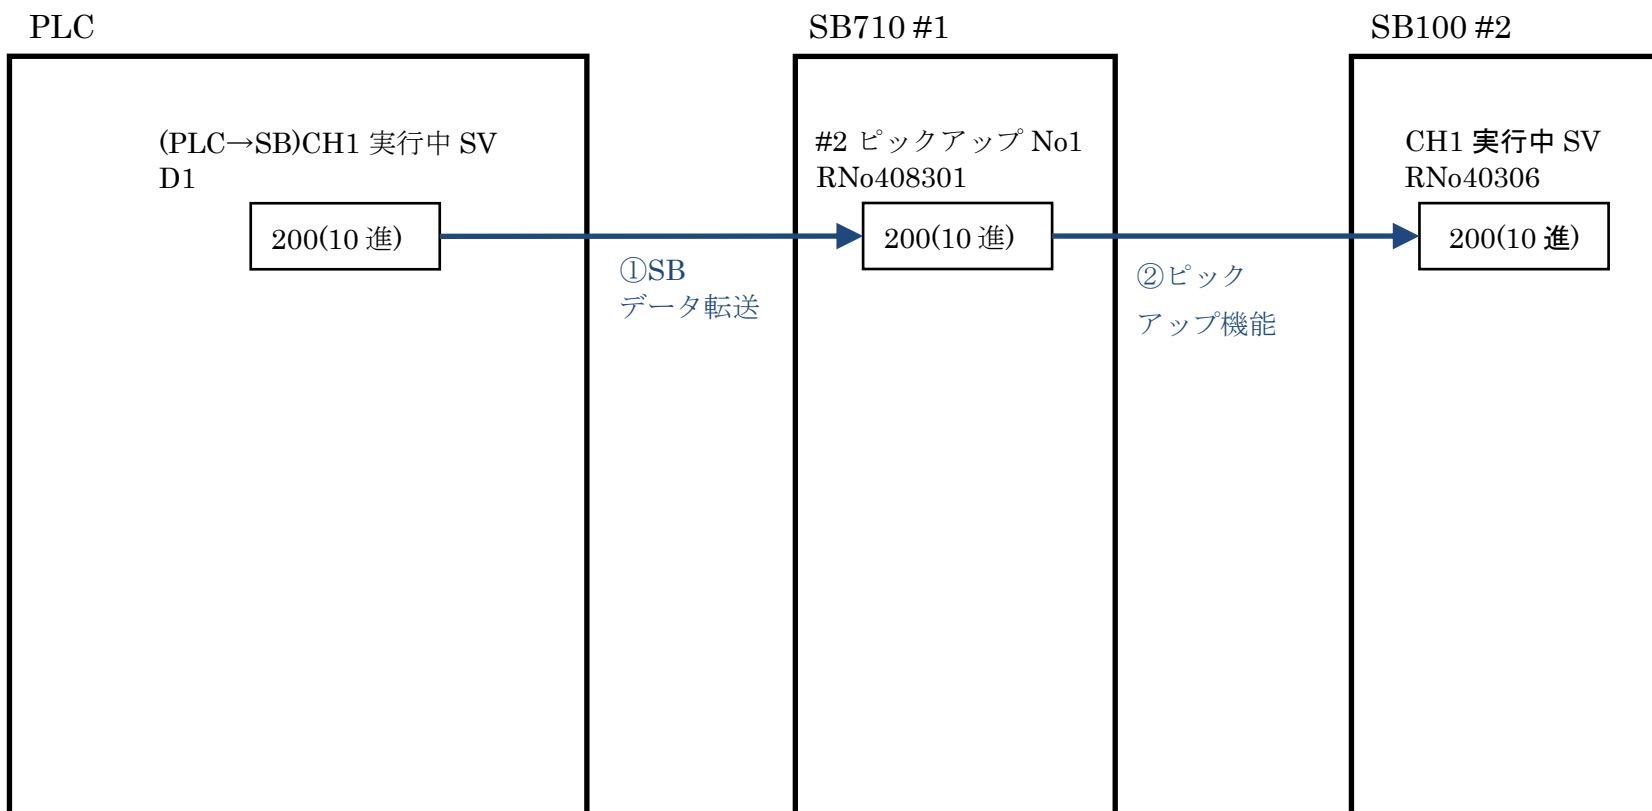 PLC
SB710 #1
SB100 #2
(PLC→SB)CH1 実行中 SV
D1
200(10 進)
①SB
データ転送
#2 ピックアップ No1
RNo408301
200(10 進)
②ピック
アップ機能
CH1 実行中 SV
RNo40306
200(10 進)